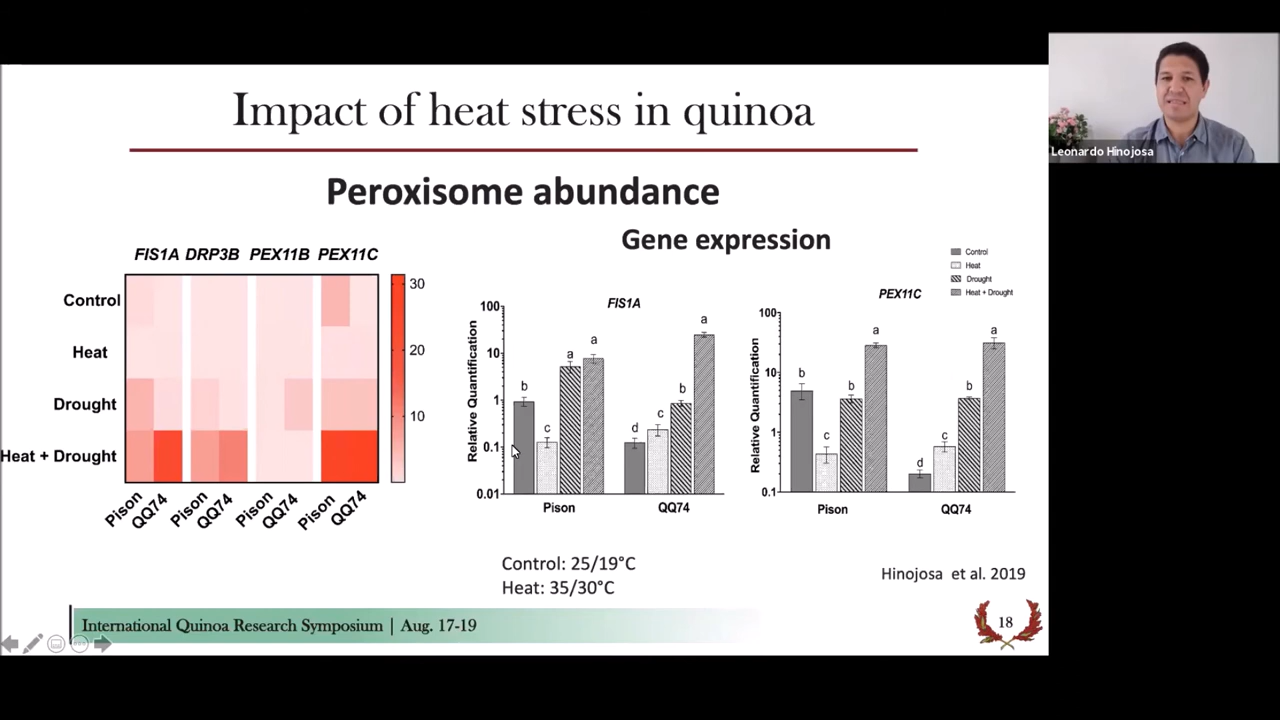 Impact of heat stress in quinoa
Leonardo Hinojosa
Peroxisome abundance
Gene expression
FIS1A DRP3B PEX11B PEX11C
Control
Heat
Drought
Heat + Drought
30
20
10
Pison QQ74 Pison QQ74 Pison QQ74 Pison QQ74
FIS1A
Relative Quantification
100
10
1
0.1
0.01
b c a a d c b a
Pison QQ74
Control
Heat
Drought
Heat + Drought
PEX11C
Relative Quantification
100
10
1
0.1
b c b a d c b a
Pison QQ74
Control: 25/19°C
Heat: 35/30°C
Hinojosa et al. 2019
International Quinoa Research Symposium | Aug. 17-19
18